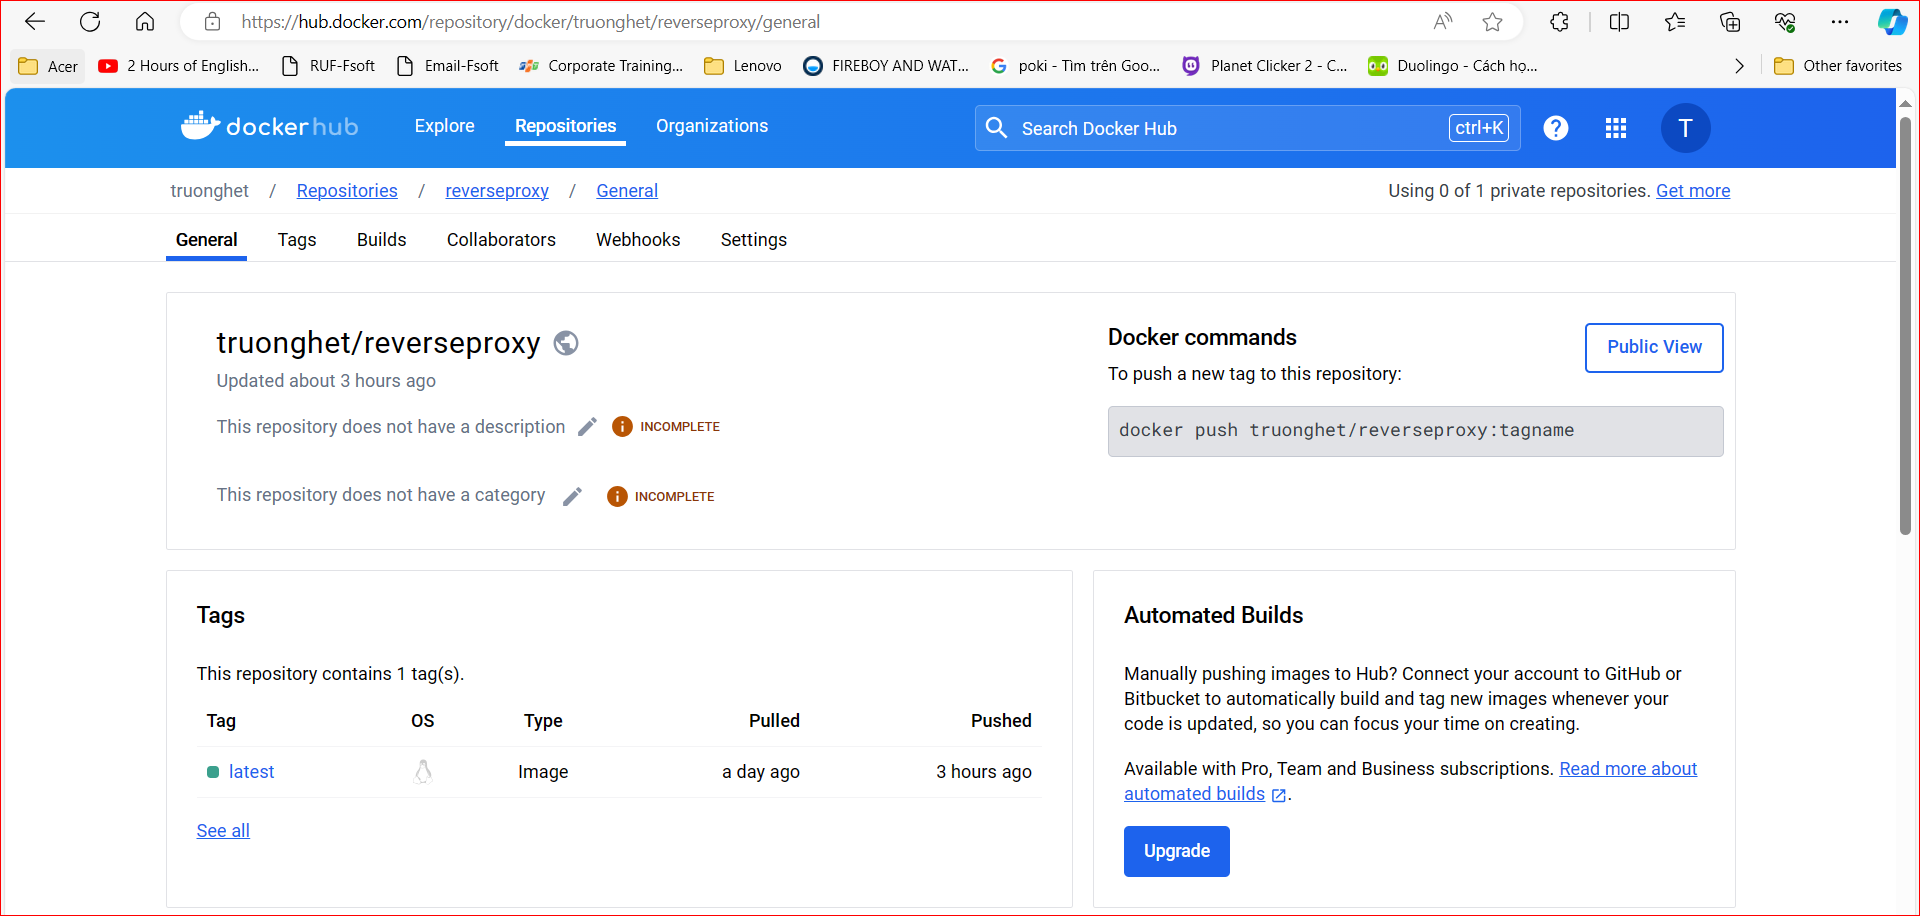 https://hub.docker.com/repository/docker/truonghet/reverseproxy/general
Acer 2 Hours of English... RUF-Fsoft Email-Fsoft Corporate Training... Lenovo FIREBOY AND WAT... poki - Tìm trên Goo... Planet Clicker 2 - C... Duolingo - Cách họ... Other favorites
dockerhub Explore Repositories Organizations Search Docker Hub ctrl+K ? T
truonghet / Repositories / reverseproxy / General Using 0 of 1 private repositories. Get more
General Tags Builds Collaborators Webhooks Settings
truonghet/reverseproxy
Updated about 3 hours ago
This repository does not have a description INCOMPLETE
This repository does not have a category INCOMPLETE
Docker commands
Public View
To push a new tag to this repository:
docker push truonghet/reverseproxy:tagname
Tags
This repository contains 1 tag(s).
Tag OS Type Pulled Pushed
latest Image a day ago 3 hours ago
See all
Automated Builds
Manually pushing images to Hub? Connect your account to GitHub or
Bitbucket to automatically build and tag new images whenever your
code is updated, so you can focus your time on creating.
Available with Pro, Team and Business subscriptions. Read more about
automated builds .
Upgrade